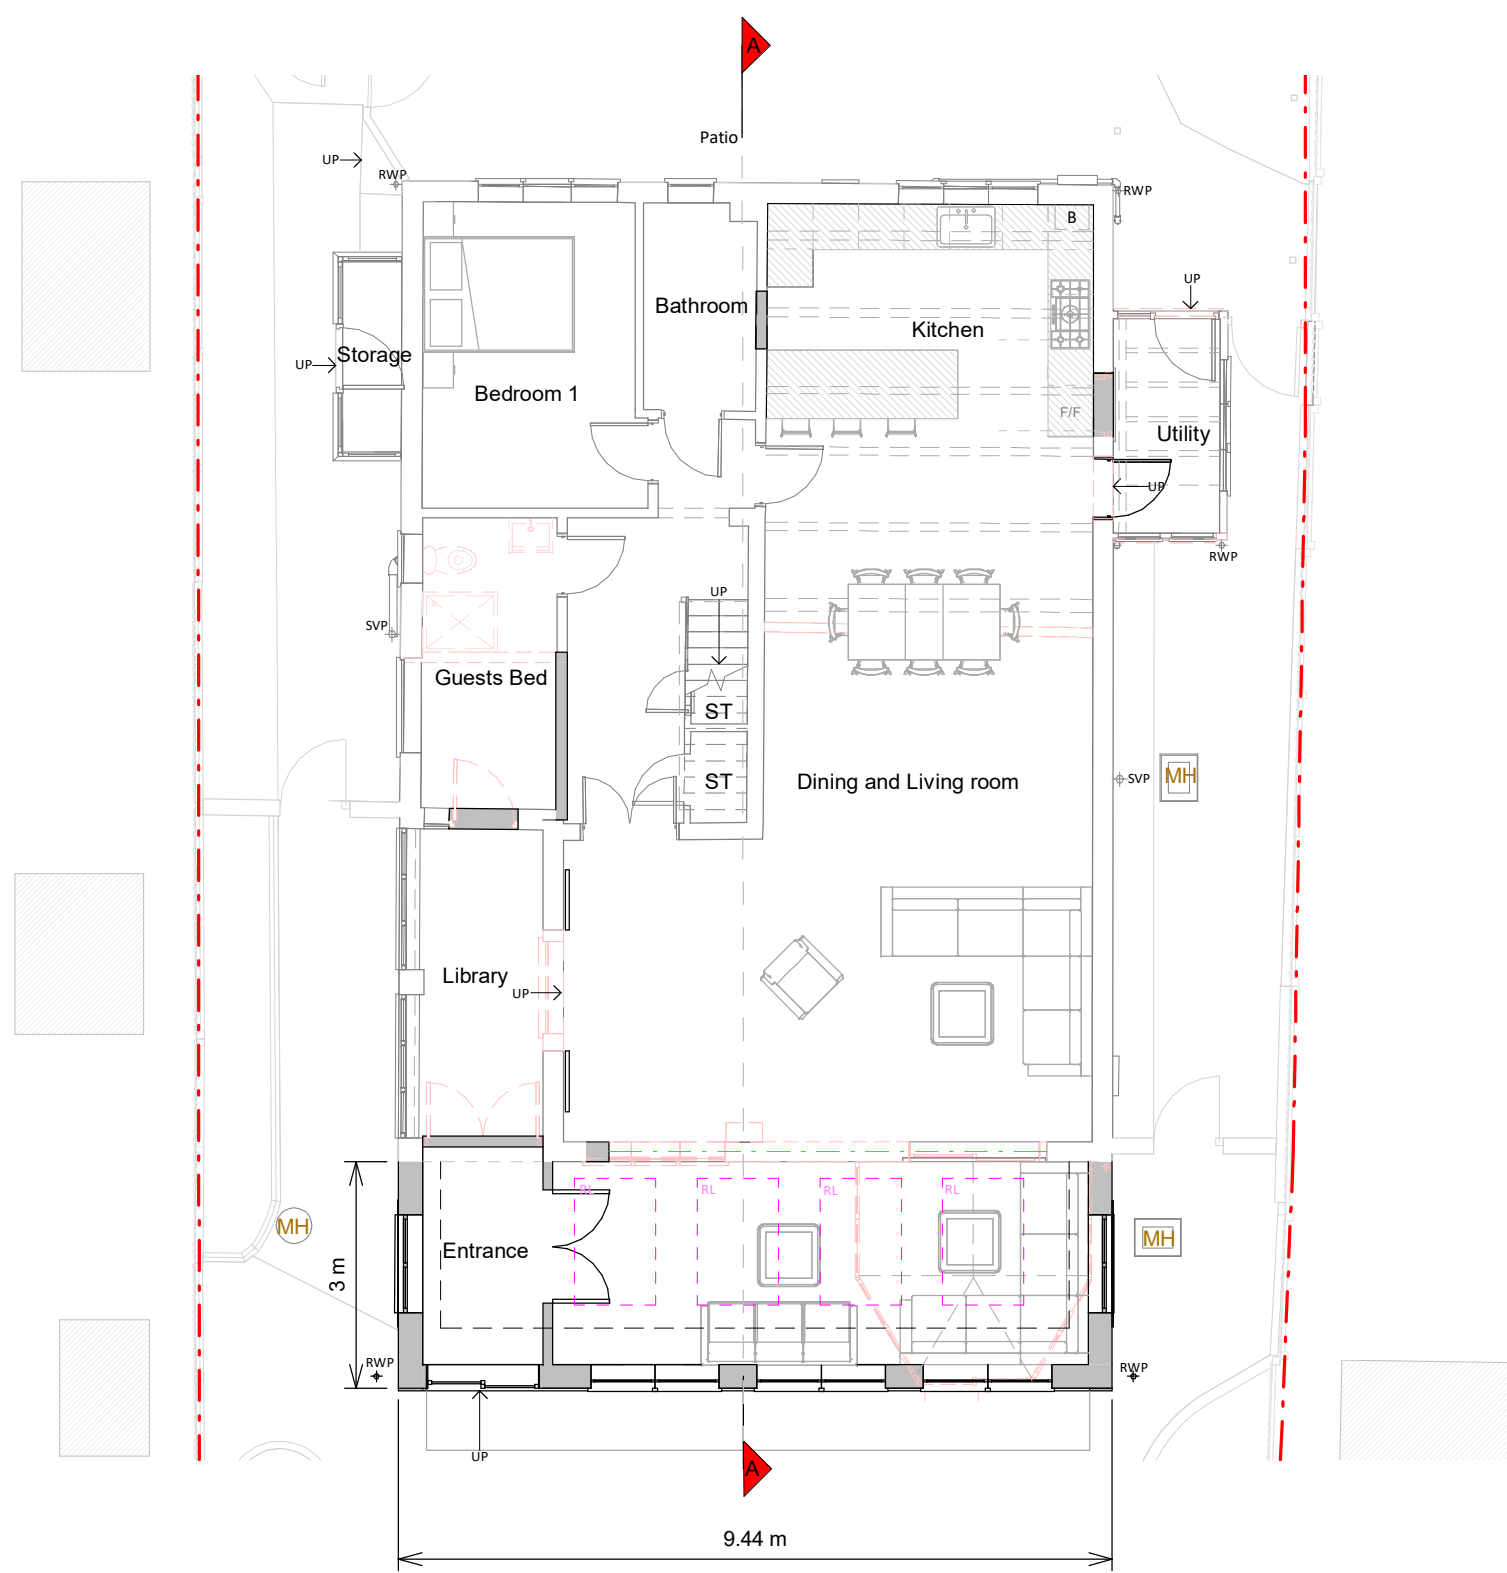 A
Patio
UP
RWP
RWP
B
UP
Bathroom
Kitchen
Storage
UP
Bedroom 1
F/F
Utility
UP
RWP
UP
SVP
Guests Bed
ST
ST
Dining and Living room
SVP
MH
Library
UP
RL
RL
RL
RL
MH
Entrance
MH
3 m
RWP
RWP
UP
A
9.44 m